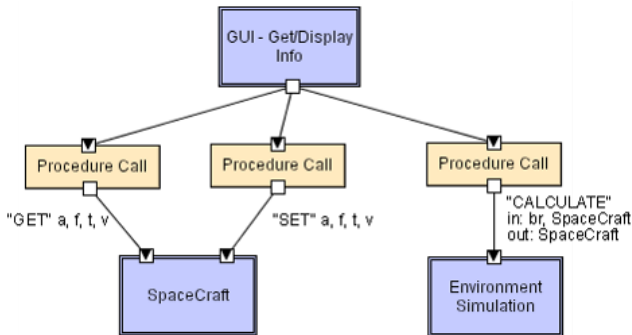 GUI - Get/Display
Info
Procedure Call
Procedure Call
Procedure Call
"GET" a, f, t, v
"SET" a, f, t, v
"CALCULATE"
in: br, SpaceCraft
out: SpaceCraft
SpaceCraft
Environment
Simulation